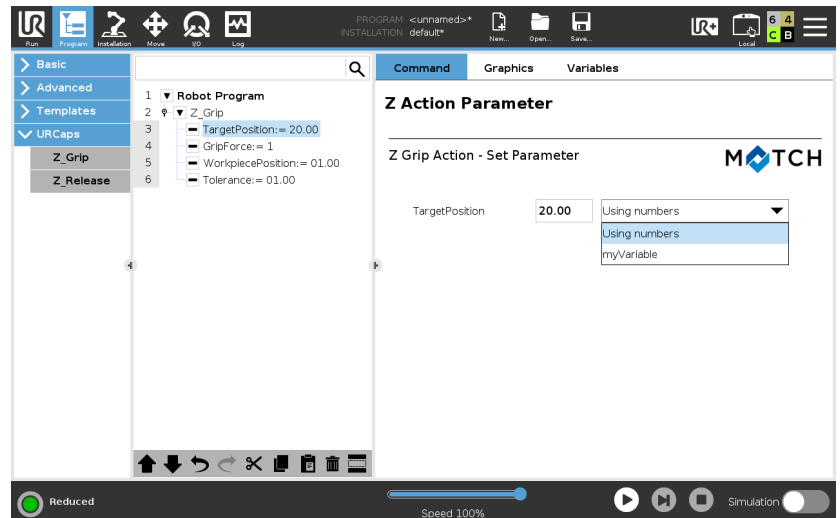 PROGRAM <unnamed>*
INSTALLATION default*
UR
Run
Program
Installation
Move
I/O
Log
New...
Open...
Save...
UR+
Local
6 4
C B
Basic
Advanced
Templates
URCaps
Z_Grip
Z_Release
1 Robot Program
2 Z_Grip
3 TargetPosition:= 20.00
4 GripForce:= 1
5 WorkpiecePosition:= 01.00
6 Tolerance:= 01.00
Command Graphics Variables
Z Action Parameter
Z Grip Action - Set Parameter
MATCH
TargetPosition 20.00 Using numbers
Using numbers
myVariable
Reduced
Speed 100%
Simulation